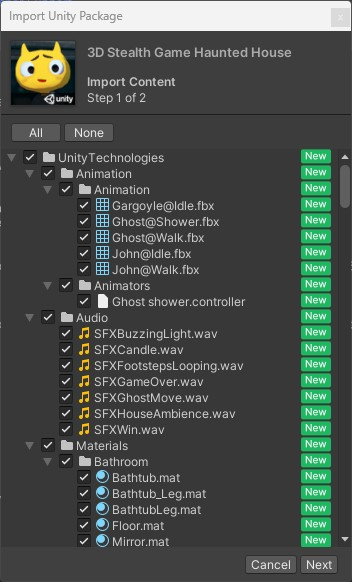 Import Unity Package x
3D Stealth Game Haunted House
Import Content
Step 1 of 2
unity
All None
UnityTechnologies New
Animation New
Animation New
Gargoyle@Idle.fbx New
Ghost@Shower.fbx New
Ghost@Walk.fbx New
John@Idle.fbx New
John@Walk.fbx New
Animators New
Ghost shower.controller New
Audio New
SFXBuzzingLight.wav New
SFXCandle.wav New
SFXFootstepsLooping.wav New
SFXGameOver.wav New
SFXGhostMove.wav New
SFXHouseAmbience.wav New
SFXWin.wav New
Materials New
Bathroom New
Bathtub.mat New
Bathtub_Leg.mat New
BathtubLeg.mat New
Floor.mat New
Mirror.mat New
Cancel Next